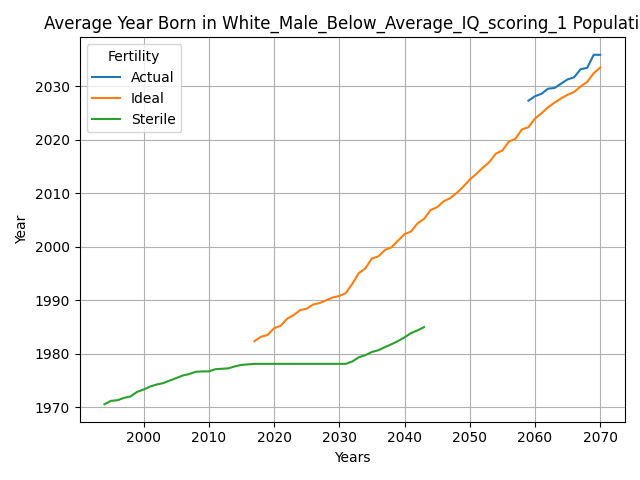 Average Year Born in White_Male_Below_Average_IQ_scoring_1 Populati
Fertility
Actual
Ideal
Sterile
Year
2030
2020
2010
2000
1990
1980
1970
2000 2010 2020 2030 2040 2050 2060 2070
Years